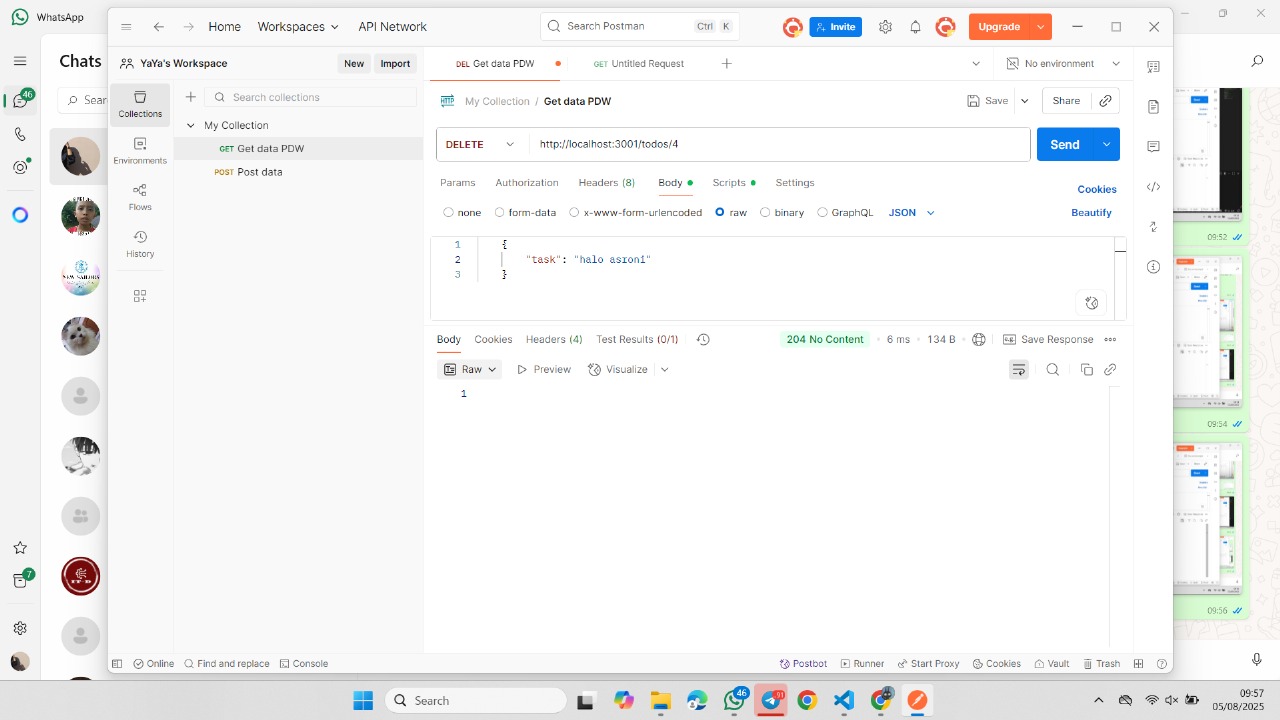 WhatsApp
Home Workspaces API Network
Search Postman Ctrl K
Invite
Upgrade
Chats
46
YaYa's Workspace New Import
DEL Get data PDW
GET Untitled Request
No environment
Collections
Environments
Flows
History
Search collections
My Collection
GET Get data PDW
Post data
My Collection / Get data PDW
Save
Share
DELETE http://localhost:3001/todos/4
Send
Params Authorization Headers (8) Body Scripts Settings
Cookies
none form-data x-www-form-urlencoded raw binary GraphQL JSON
Beautify
1 {
2 "task": "halo asroni"
3
Body Cookies Headers (4) Test Results (0/1)
204 No Content 6 ms 134 B
Save Response
Raw Preview Visualize
1
09:52
09:54
09:56
7
Online Find and replace Console
Postbot Runner Start Proxy Cookies Vault Trash
Search
46
91
09:57
05/08/2025